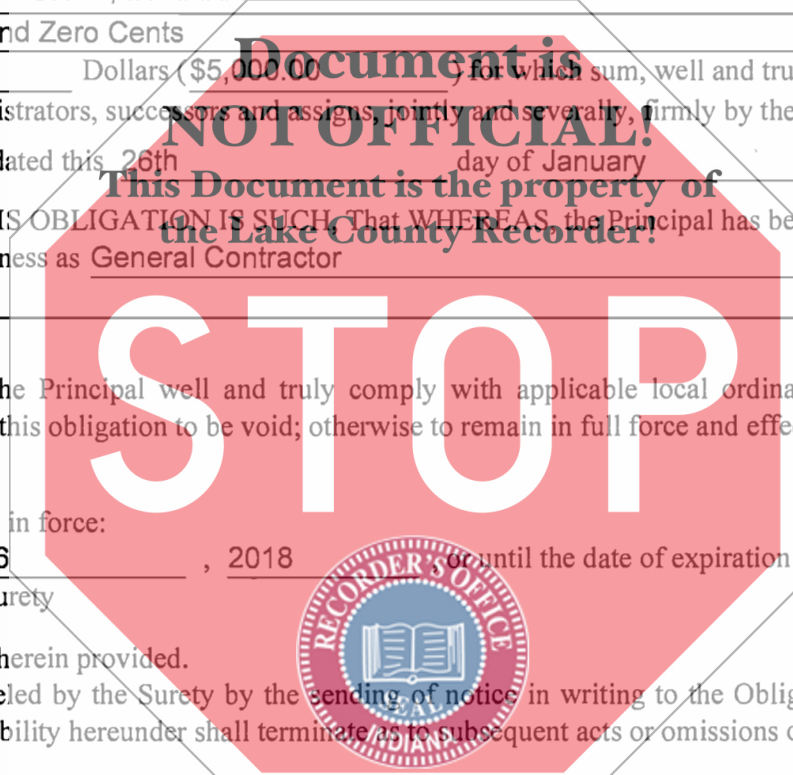 nd Zero Cents
Document is
Dollars ($5,000.00 ) for which sum, well and tru
istrators, successors and assigns, jointly and severally, firmly by the
NOT OFFICIAL!
lated this 26th day of January
This Document is the property of
IS OBLIGATION IS SUCH, That WHEREAS, the Principal has be
the Lake County Recorder!
ness as General Contractor
STOP
he Principal well and truly comply with applicable local ordina
this obligation to be void; otherwise to remain in full force and effe
in force:
6 , 2018 , or until the date of expiration
urety
RECORDER'S OFFICE
herein provided.
eled by the Surety by the sending of notice in writing to the Oblig
SEAL
bility hereunder shall terminate as to subsequent acts or omissions o
INDIANA